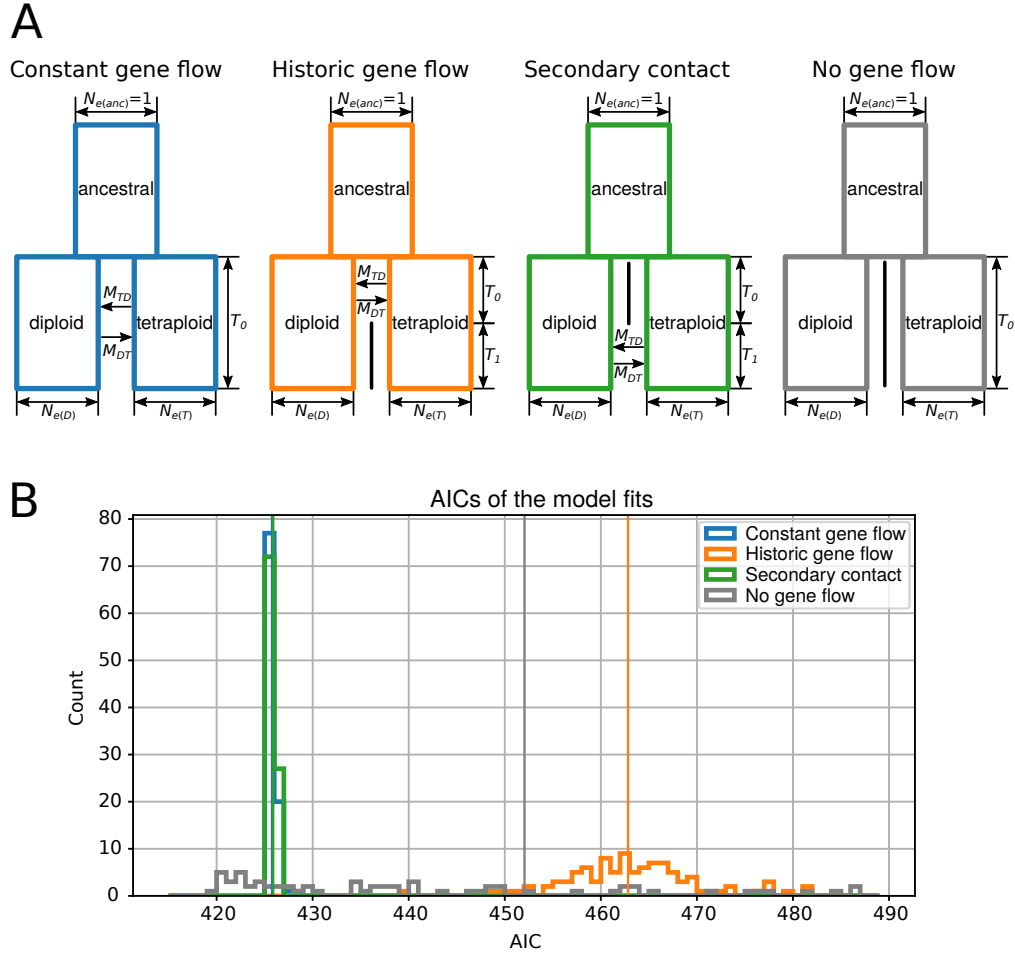 A
Constant gene flow
Historic gene flow
Secondary contact
No gene flow
Ne(anc)=1
Ne(anc)=1
Ne(anc)=1
Ne(anc)=1
ancestral
ancestral
ancestral
ancestral
diploid
MTD
MDT
tetraploid
T0
Ne(D)
Ne(T)
diploid
MTD
MDT
tetraploid
T0
T1
Ne(D)
Ne(T)
diploid
MTD
MDT
tetraploid
T0
T1
Ne(D)
Ne(T)
diploid
tetraploid
T0
Ne(D)
Ne(T)
B
AICs of the model fits
Constant gene flow
Historic gene flow
Secondary contact
No gene flow
Count
80
70
60
50
40
30
20
10
0
420 430 440 450 460 470 480 490
AIC